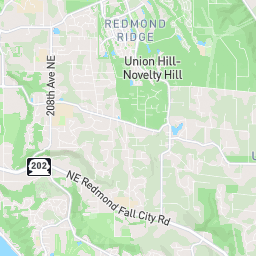 REDMOND
RIDGE
Union Hill-
Novelty Hill
208th Ave NE
202
NE Redmond Fall City Rd
U